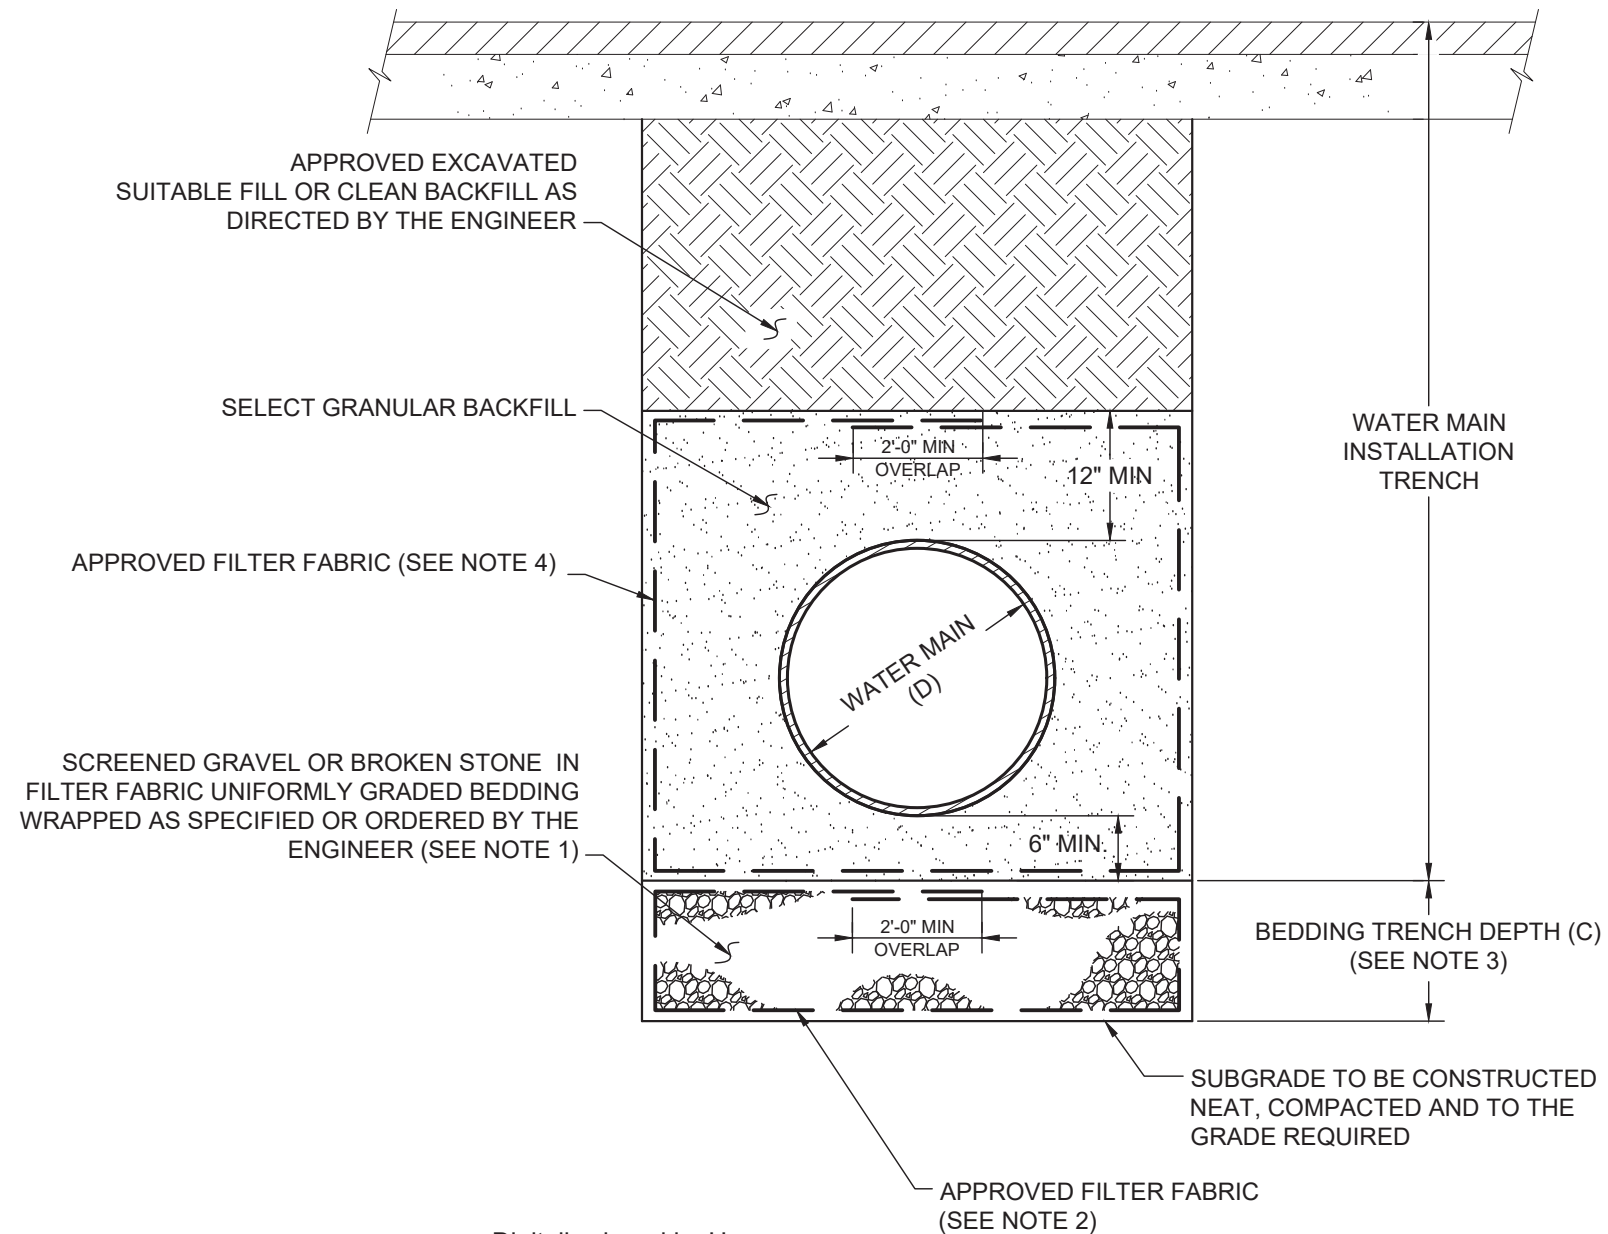 APPROVED EXCAVATED
SUITABLE FILL OR CLEAN BACKFILL AS
DIRECTED BY THE ENGINEER
SELECT GRANULAR BACKFILL
2'-0" MIN
OVERLAP
12" MIN
WATER MAIN
INSTALLATION
TRENCH
APPROVED FILTER FABRIC (SEE NOTE 4)
WATER MAIN
(D)
SCREENED GRAVEL OR BROKEN STONE IN
FILTER FABRIC UNIFORMLY GRADED BEDDING
WRAPPED AS SPECIFIED OR ORDERED BY THE
ENGINEER (SEE NOTE 1)
6" MIN.
2'-0" MIN
OVERLAP
BEDDING TRENCH DEPTH (C)
(SEE NOTE 3)
SUBGRADE TO BE CONSTRUCTED
NEAT, COMPACTED AND TO THE
GRADE REQUIRED
APPROVED FILTER FABRIC
(SEE NOTE 2)